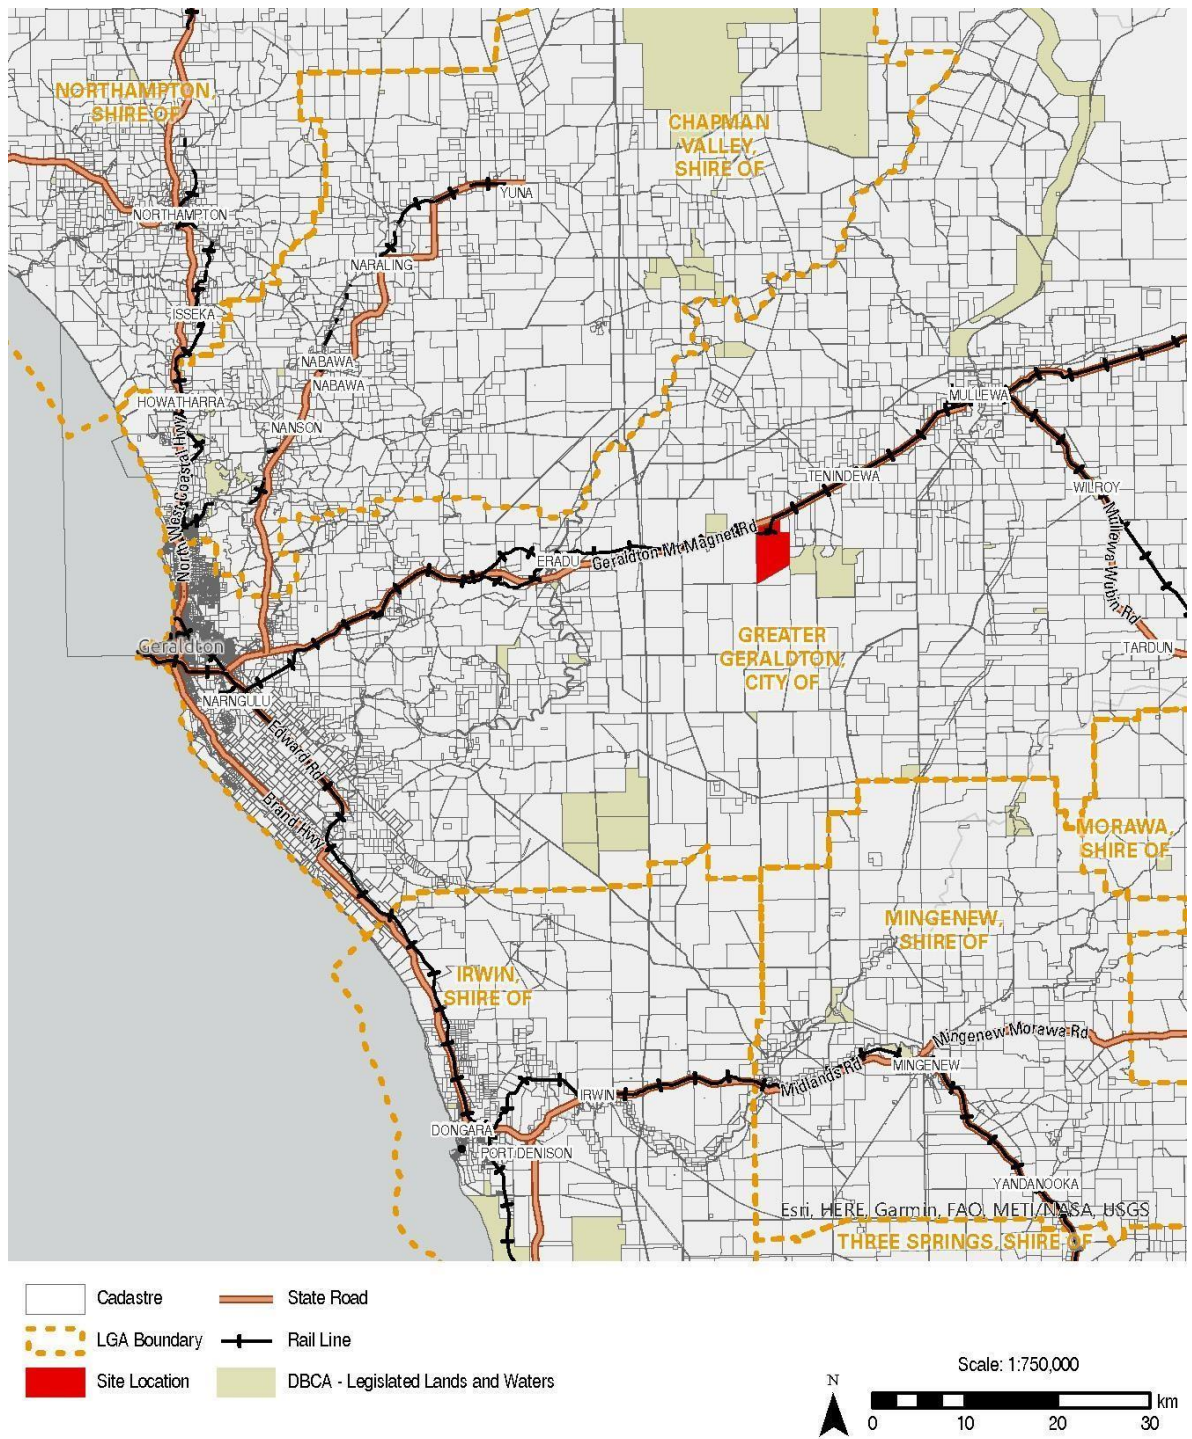 NORTHAMPTON,
SHIRE OF
CHAPMAN
VALLEY,
SHIRE OF
YUNA
NORTHAMPTON
NARALING
ISSEKA
NABAWA
NABAWA
MULLEWA
HOWATHARRA
NANSON
North West Coastal Hwy
TENINDEWA
WILROY
Geraldton Mt Magnet Rd
ERADU
Mullewa Wubin Rd
GREATER
GERALDTON,
CITY OF
Geraldton
TARDUN
NARNGULU
Edward Rd
Brand Hwy
MORAWA,
SHIRE OF
MINGENEW,
SHIRE OF
IRWIN,
SHIRE OF
Mingenew Morawa Rd
Midlands Rd
MINGENEW
IRWIN
DONGARA
PORT DENISON
YANDANOOKA
Esri, HERE, Garmin, FAO, METI/NASA, USGS
THREE SPRINGS, SHIRE OF
Cadastre
State Road
LGA Boundary
Rail Line
Site Location
DBCA - Legislated Lands and Waters
Scale: 1:750,000
N
km
0 10 20 30